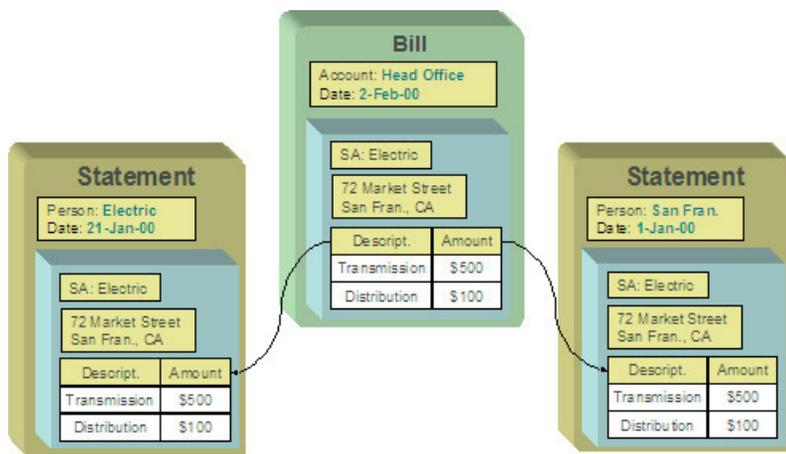 Bill
Account: Head Office
Date: 2-Feb-00
SA: Electric
72 Market Street
San Fran., CA
Descript. Amount
Transmission $500
Distribution $100
Statement
Person: Electric
Date: 21-Jan-00
SA: Electric
72 Market Street
San Fran., CA
Descript. Amount
Transmission $500
Distribution $100
Statement
Person: San Fran.
Date: 1-Jan-00
SA: Electric
72 Market Street
San Fran., CA
Descript. Amount
Transmission $500
Distribution $100